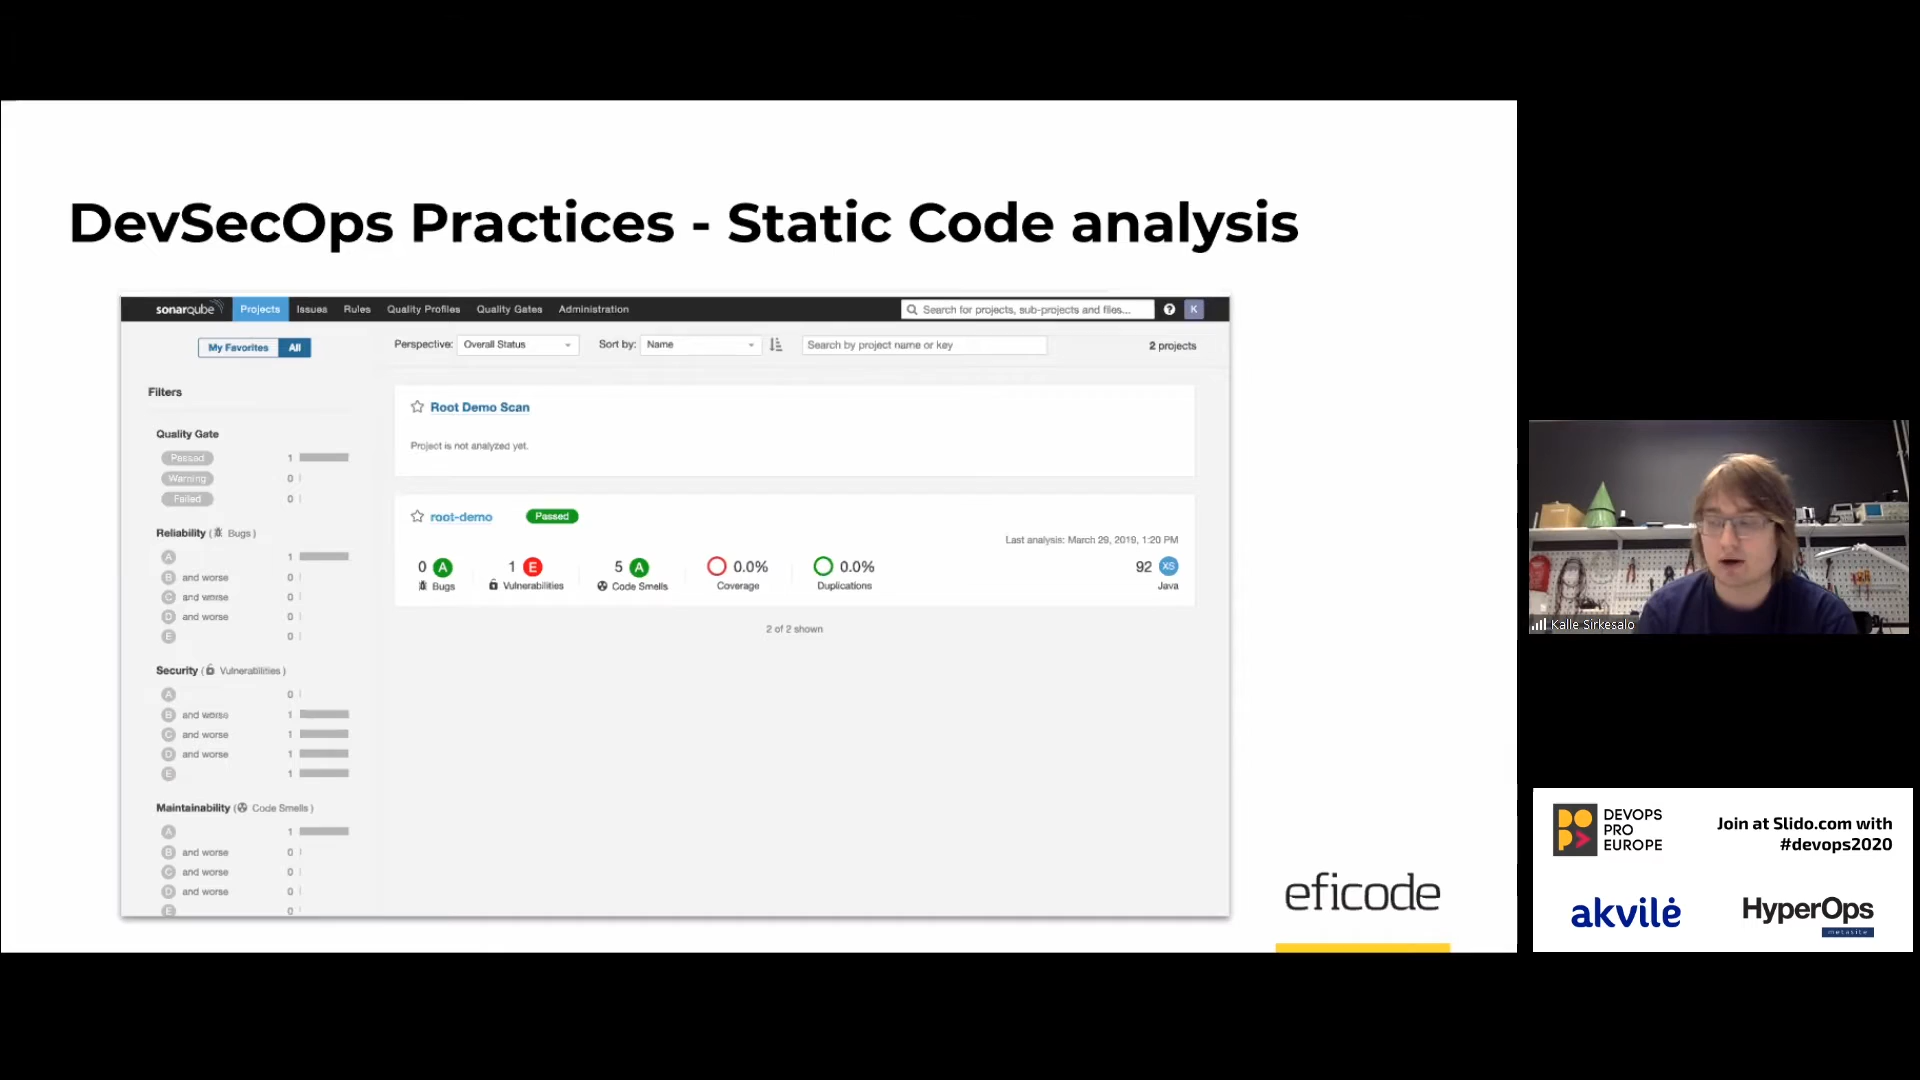 DevSecOps Practices - Static Code analysis
sonarqube Projects Issues Rules Quality Profiles Quality Gates Administration Search for projects, sub-projects and files... ? K
My Favorites All Perspective: Overall Status Sort by: Name Search by project name or key 2 projects
Filters
Quality Gate
Passed 1
Warning 0
Failed 0
Reliability ( Bugs )
A 1
B and worse 0
C and worse 0
D and worse 0
E 0
Security ( Vulnerabilities )
A 0
B and worse 1
C and worse 1
D and worse 1
E 1
Maintainability ( Code Smells )
A 1
B and worse 0
C and worse 0
D and worse 0
E 0
Root Demo Scan
Project is not analyzed yet.
root-demo Passed
Last analysis: March 29, 2019, 1:20 PM
0 A 1 E 5 A 0.0% 0.0% 92 XS
Bugs Vulnerabilities Code Smells Coverage Duplications Java
2 of 2 shown
eficode
Kalle Sirkesalo
DEVOPS
PRO
EUROPE
Join at Slido.com with
#devops2020
akvilė
HyperOps
metasite